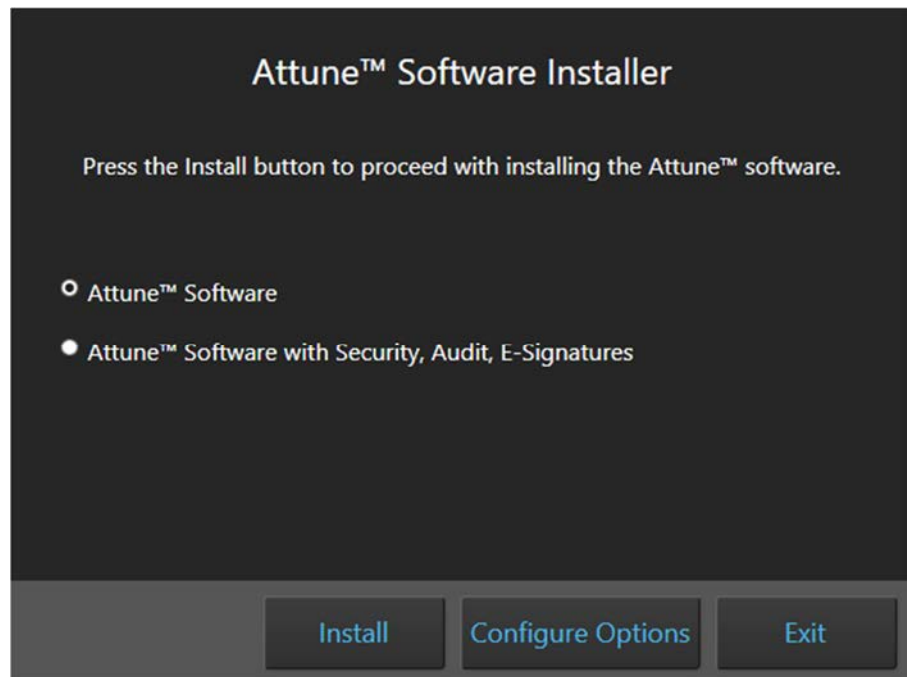 Attune™ Software Installer
Press the Install button to proceed with installing the Attune™ software.
Attune™ Software
Attune™ Software with Security, Audit, E-Signatures
Install
Configure Options
Exit